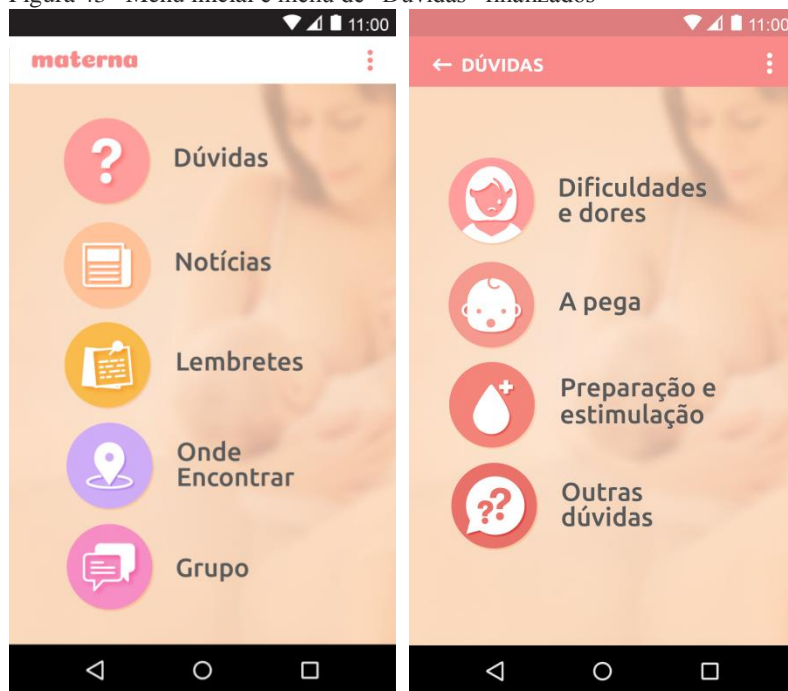 Figura 43 - Menu inicial e menu de "Dúvidas" finalizados
11:00
materna
Dúvidas
Notícias
Lembretes
Onde
Encontrar
Grupo
11:00
← DÚVIDAS
Dificuldades
e dores
A pega
Preparação e
estimulação
Outras
dúvidas
??